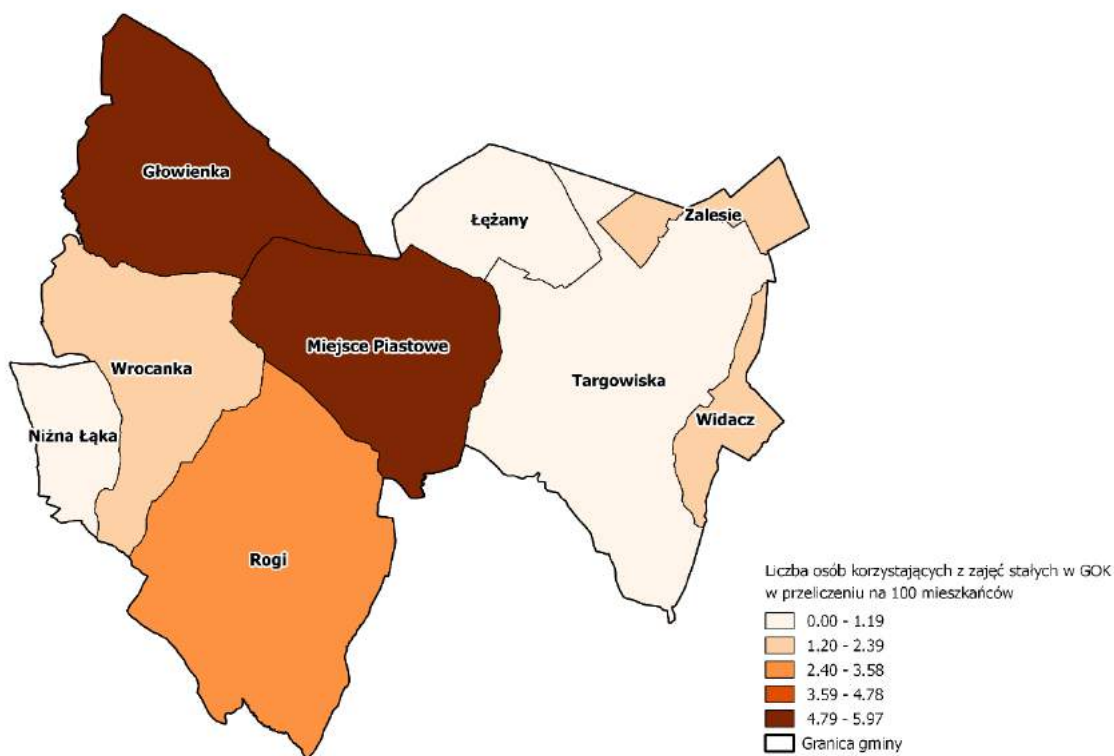 Głowienka
Łężany
Zalesie
Miejsce Piastowe
Wrocanka
Targowiska
Niżna Łąka
Widacz
Rogi
Liczba osób korzystających z zajęć stałych w GOK
w przeliczeniu na 100 mieszkańców
0.00 - 1.19
1.20 - 2.39
2.40 - 3.58
3.59 - 4.78
4.79 - 5.97
Granica gminy